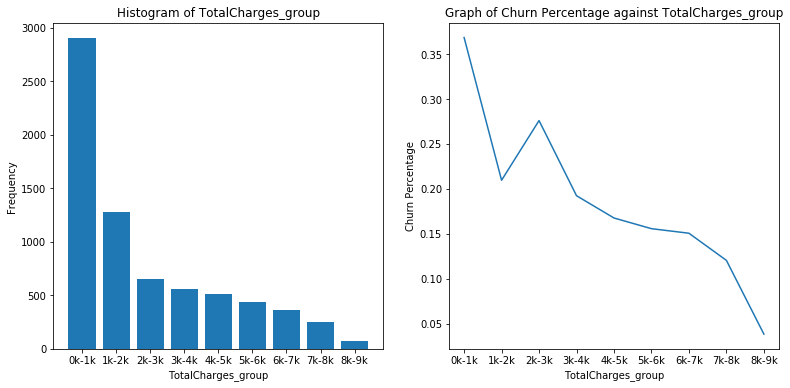 Histogram of TotalCharges_group
Frequency
3000
2500
2000
1500
1000
500
0
0k-1k 1k-2k 2k-3k 3k-4k 4k-5k 5k-6k 6k-7k 7k-8k 8k-9k
TotalCharges_group
Graph of Churn Percentage against TotalCharges_group
Churn Percentage
0.35
0.30
0.25
0.20
0.15
0.10
0.05
0k-1k 1k-2k 2k-3k 3k-4k 4k-5k 5k-6k 6k-7k 7k-8k 8k-9k
TotalCharges_group